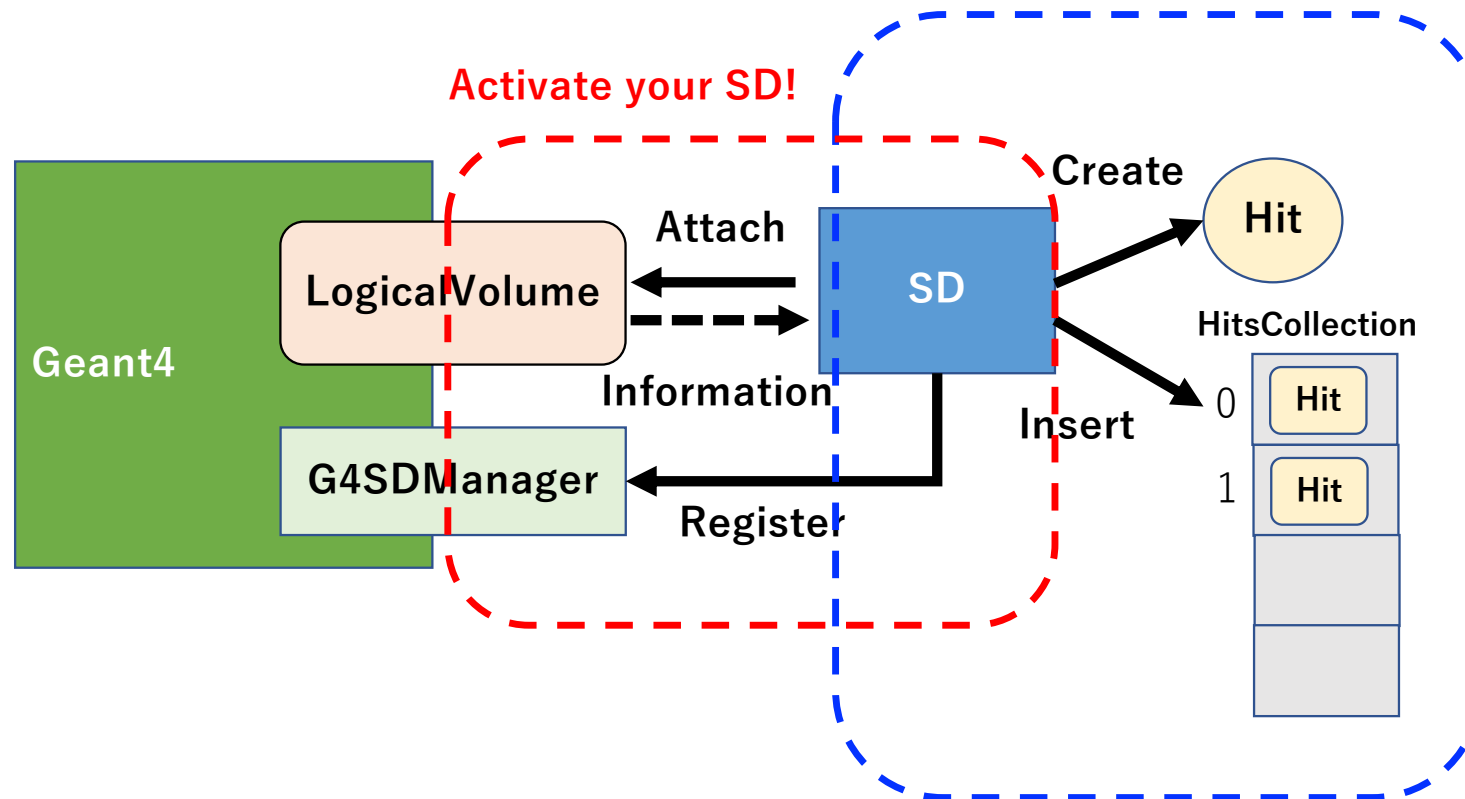 Activate your SD!
Create
Hit
Attach
LogicalVolume
SD
HitsCollection
Geant4
Information
0
Hit
Insert
G4SDManager
1
Hit
Register